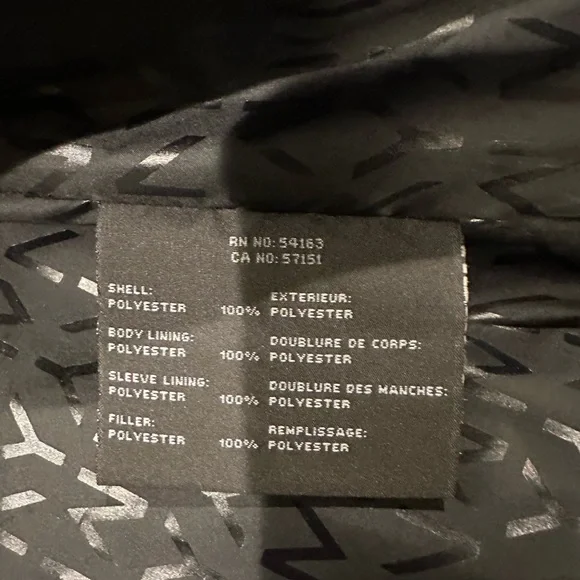 RN NO: 54163
CA NO: 57151
SHELL: EXTERIEUR:
POLYESTER 100% POLYESTER
BODY LINING: DOUBLURE DE CORPS:
POLYESTER 100% POLYESTER
SLEEVE LINING: DOUBLURE DES MANCHES:
POLYESTER 100% POLYESTER
FILLER: REMPLISSAGE:
POLYESTER 100% POLYESTER